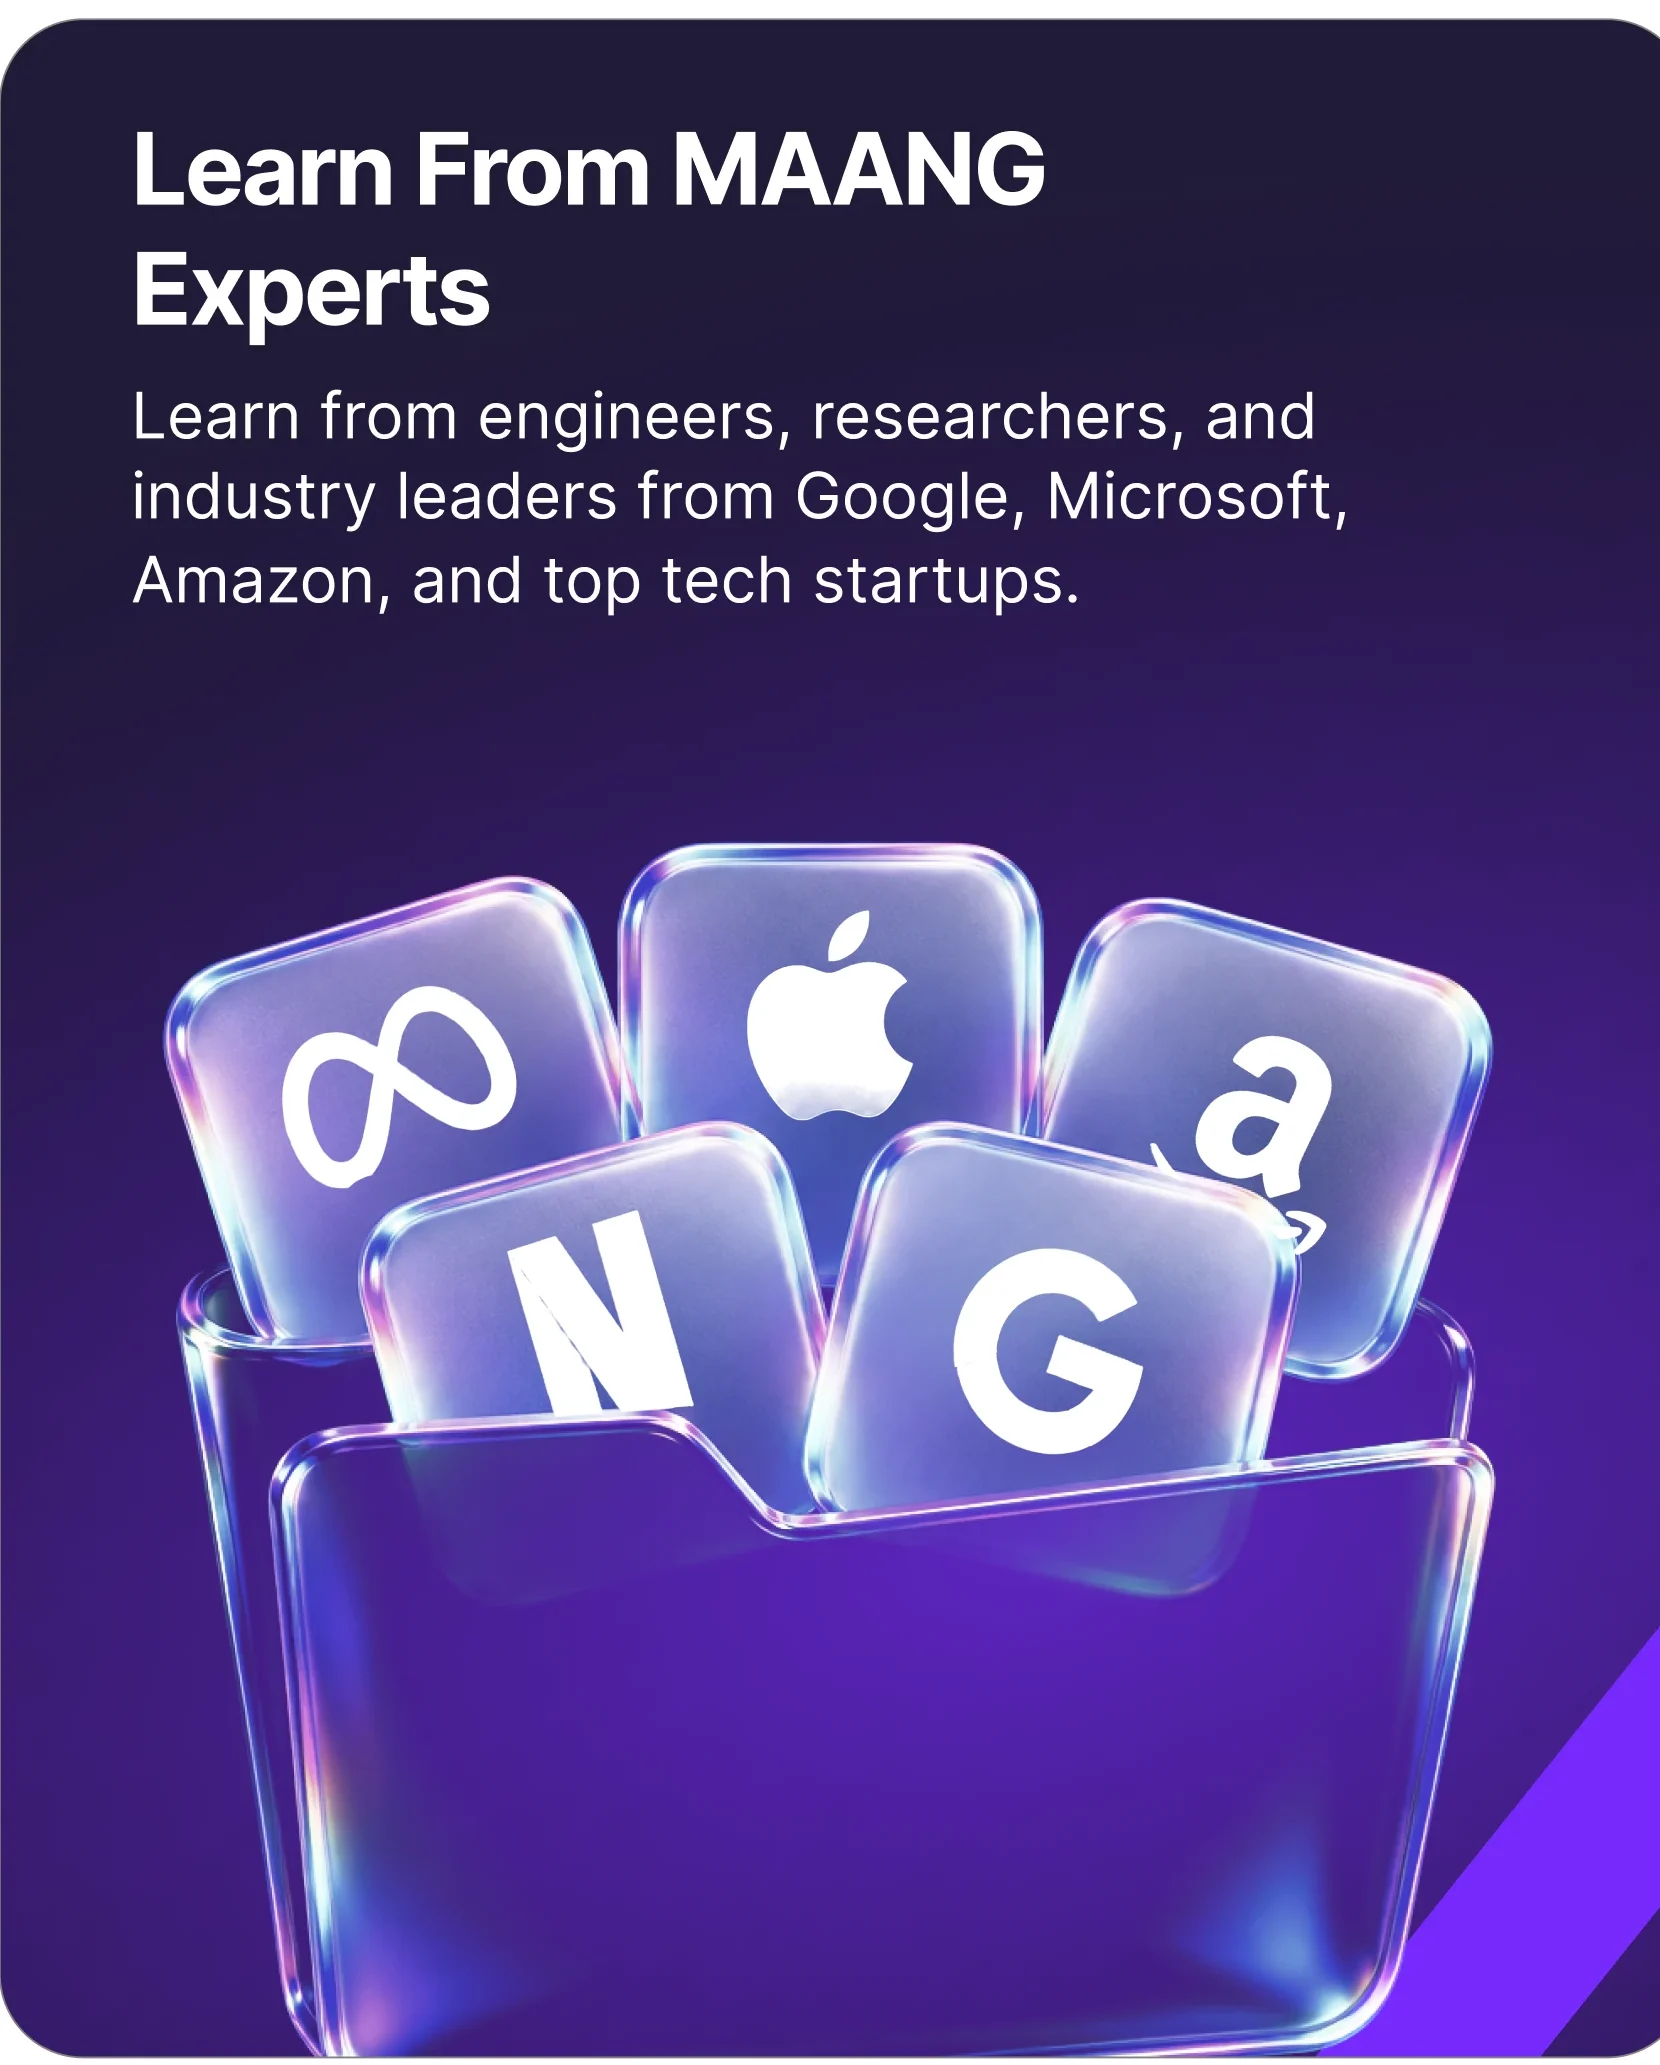 Learn From MAANG
Experts
Learn from engineers, researchers, and
industry leaders from Google, Microsoft,
Amazon, and top tech startups.
a
N
G